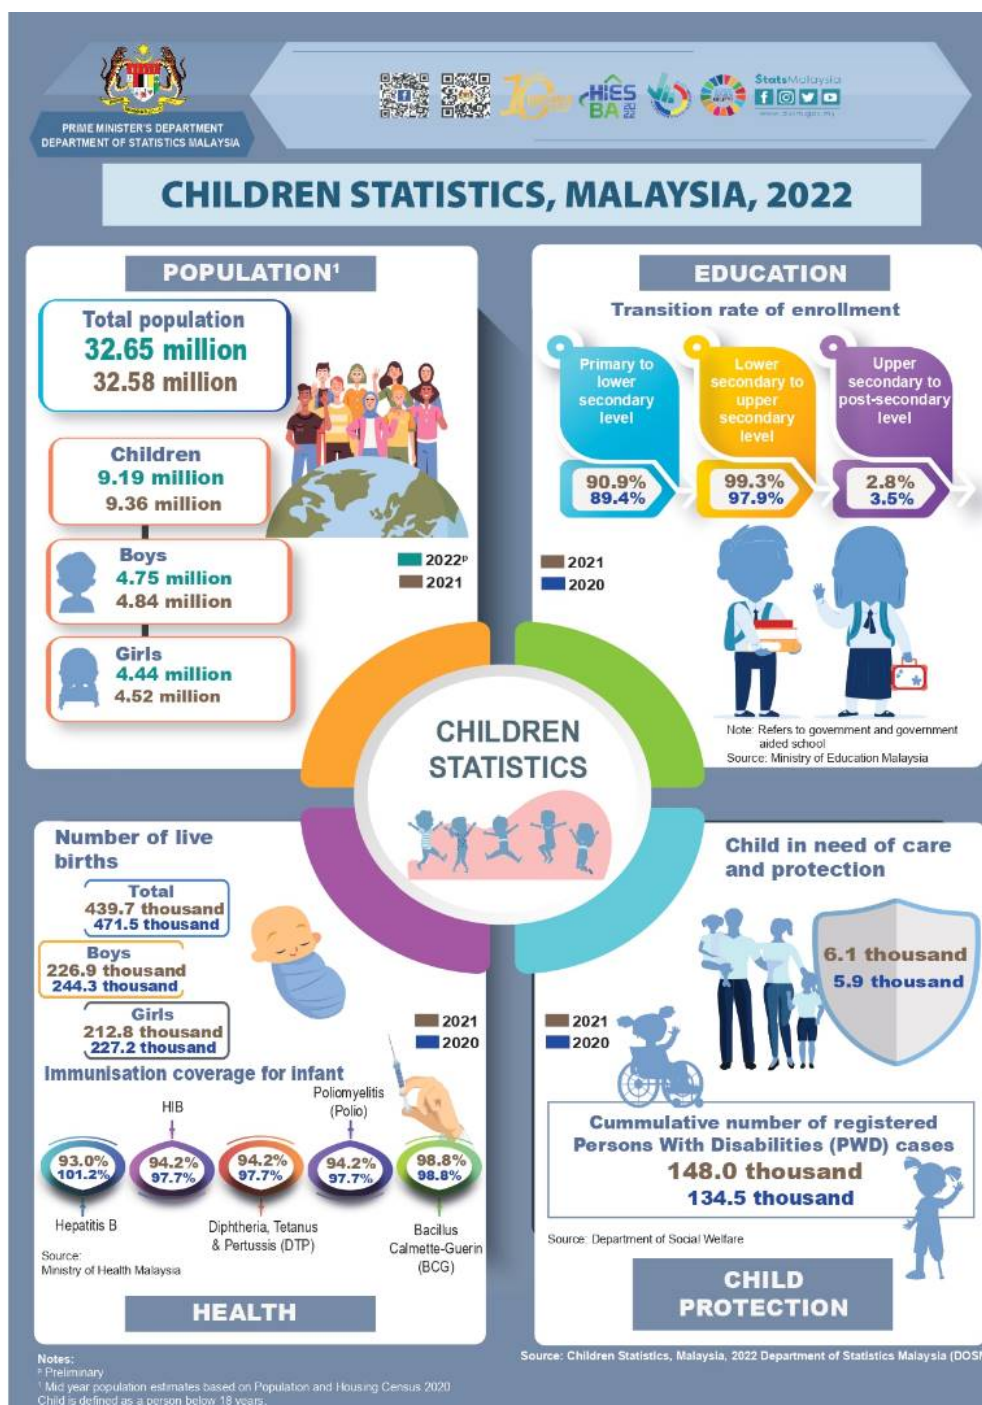 PRIME MINISTER'S DEPARTMENT
DEPARTMENT OF STATISTICS MALAYSIA
HIES
BA
StatsMalaysia
CHILDREN STATISTICS, MALAYSIA, 2022
POPULATION¹
Total population
32.65 million
32.58 million
Children
9.19 million
9.36 million
Boys
4.75 million
4.84 million
Girls
4.44 million
4.52 million
2022ᵖ
2021
EDUCATION
Transition rate of enrollment
Primary to
lower
secondary
level
90.9%
89.4%
Lower
secondary to
upper
secondary
level
99.3%
97.9%
Upper
secondary to
post-secondary
level
2.8%
3.5%
2021
2020
Note: Refers to government and government
aided school
Source: Ministry of Education Malaysia
CHILDREN
STATISTICS
Number of live
births
Total
439.7 thousand
471.5 thousand
Boys
226.9 thousand
244.3 thousand
Girls
212.8 thousand
227.2 thousand
2021
2020
Immunisation coverage for infant
HIB
Poliomyelitis
(Polio)
93.0%
101.2%
94.2%
97.7%
94.2%
97.7%
94.2%
97.7%
98.8%
98.8%
Hepatitis B
Diphtheria, Tetanus
& Pertussis (DTP)
Bacillus
Calmette-Guerin
(BCG)
Source:
Ministry of Health Malaysia
HEALTH
Child in need of care
and protection
6.1 thousand
5.9 thousand
2021
2020
Cummulative number of registered
Persons With Disabilities (PWD) cases
148.0 thousand
134.5 thousand
Source: Department of Social Welfare
CHILD
PROTECTION
Source: Children Statistics, Malaysia, 2022 Department of Statistics Malaysia (DOSM
Notes:
ᵖ Preliminary
¹ Mid year population estimates based on Population and Housing Census 2020
Child is defined as a person below 18 years.